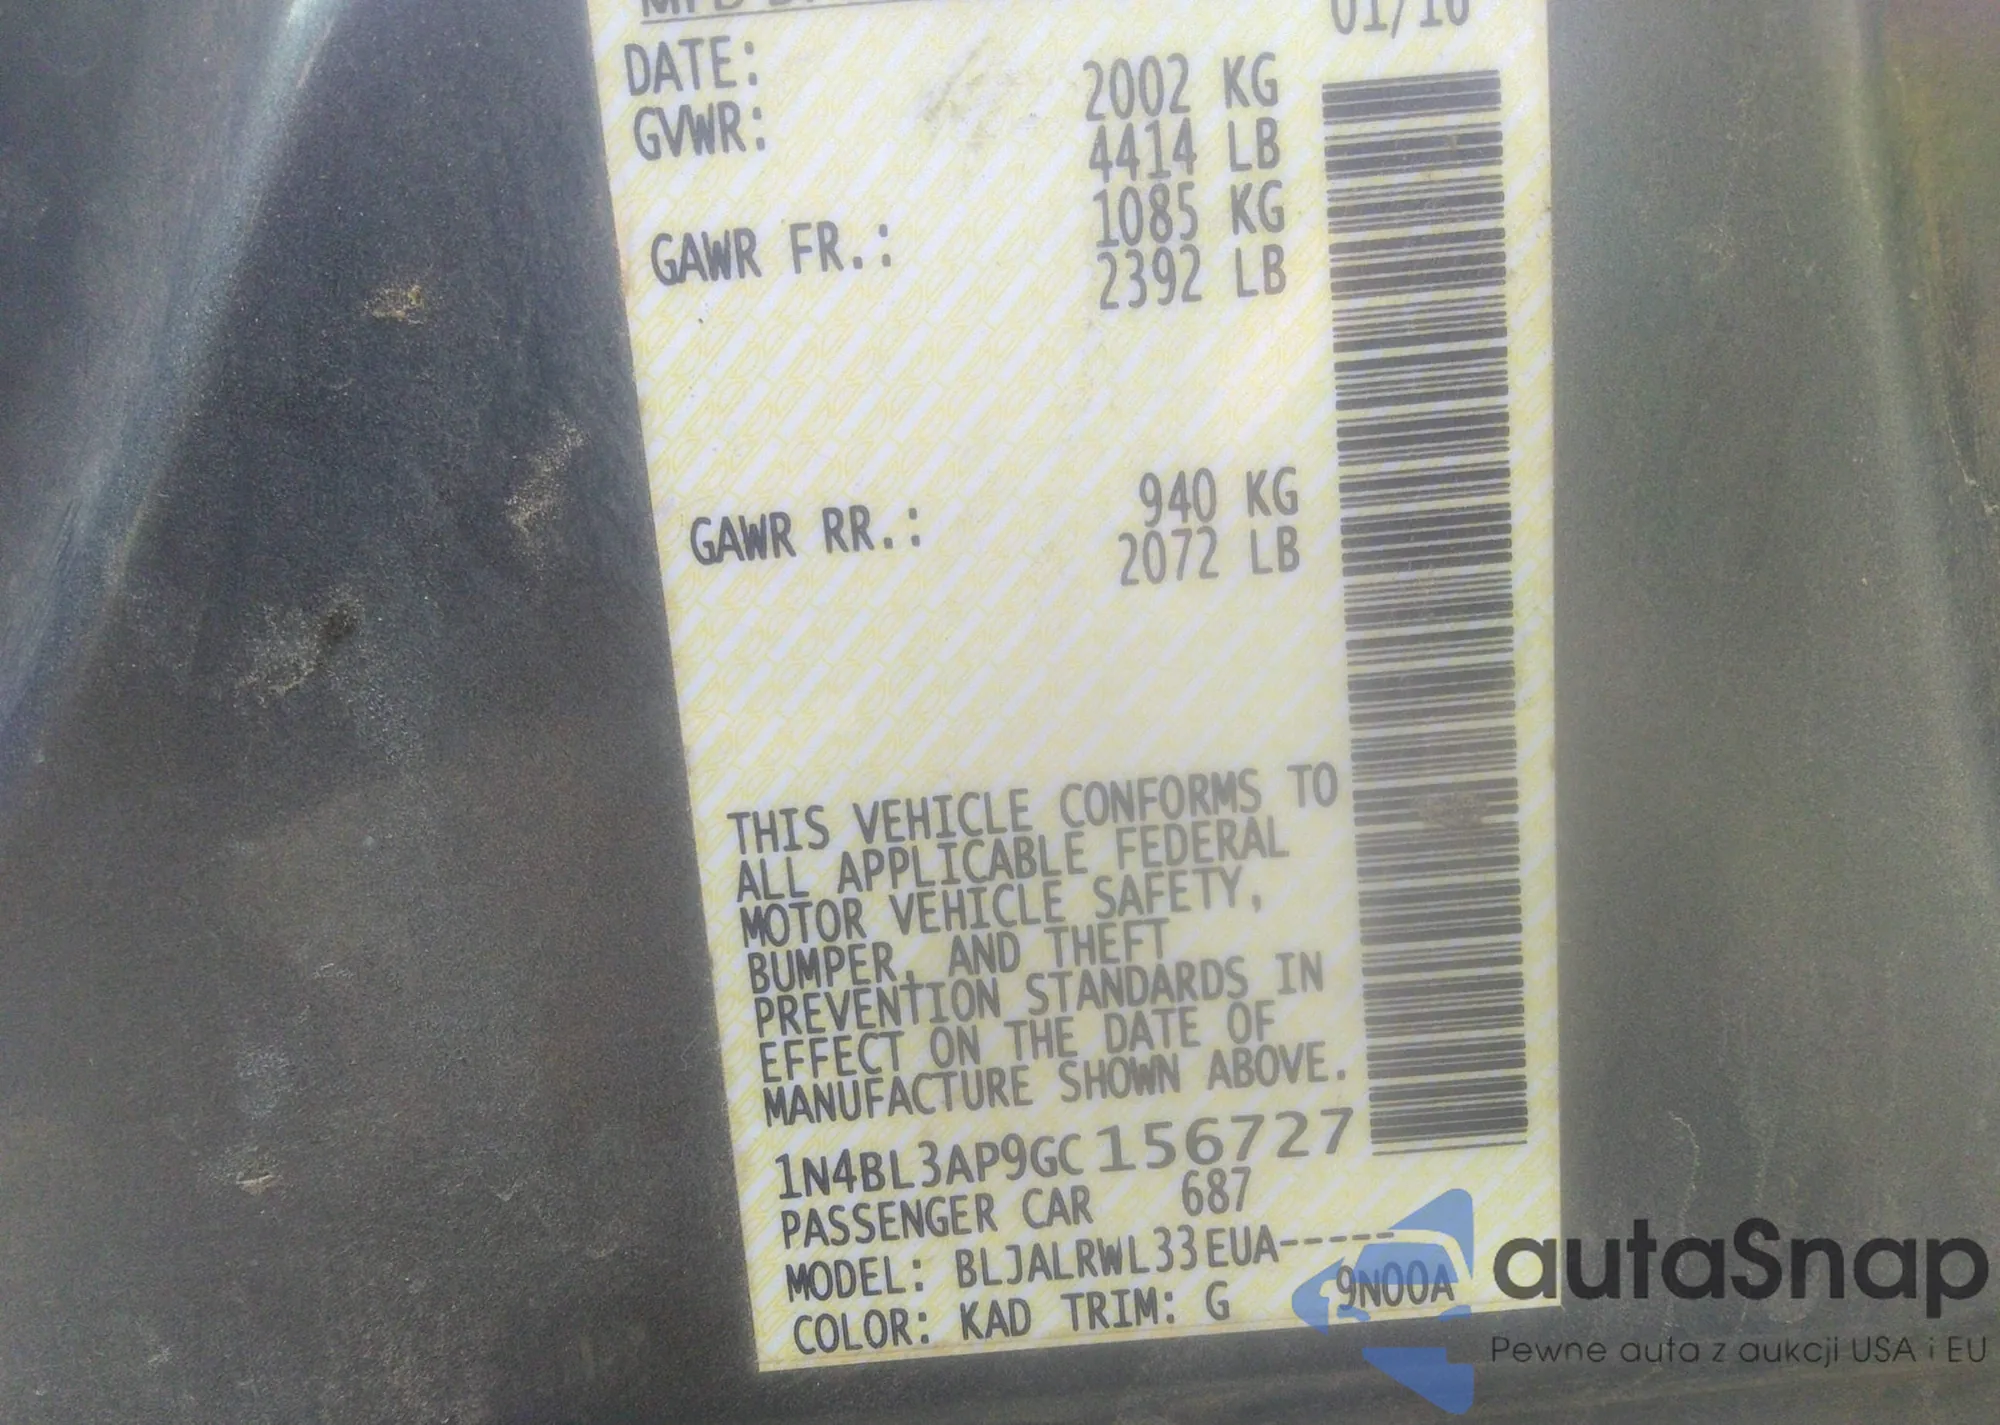 DATE: 01/16
GVWR: 2002 KG
4414 LB
GAWR FR.: 1085 KG
2392 LB
GAWR RR.: 940 KG
2072 LB
THIS VEHICLE CONFORMS TO
ALL APPLICABLE FEDERAL
MOTOR VEHICLE SAFETY,
BUMPER, AND THEFT
PREVENTION STANDARDS IN
EFFECT ON THE DATE OF
MANUFACTURE SHOWN ABOVE.
1N4BL3AP9GC156727
PASSENGER CAR 687
MODEL: BLJALRWL33EUA-----
COLOR: KAD TRIM: G 9N00A
autaSnap
Pewne auta z aukcji USA i EU